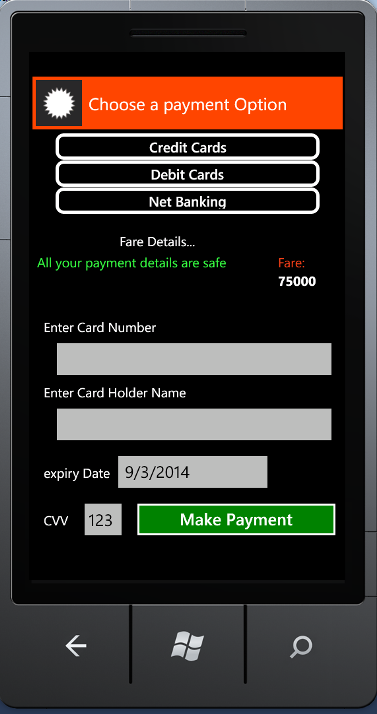 Choose a payment Option
Credit Cards
Debit Cards
Net Banking
Fare Details...
All your payment details are safe
Fare:
75000
Enter Card Number
Enter Card Holder Name
expiry Date 9/3/2014
CVV 123 Make Payment